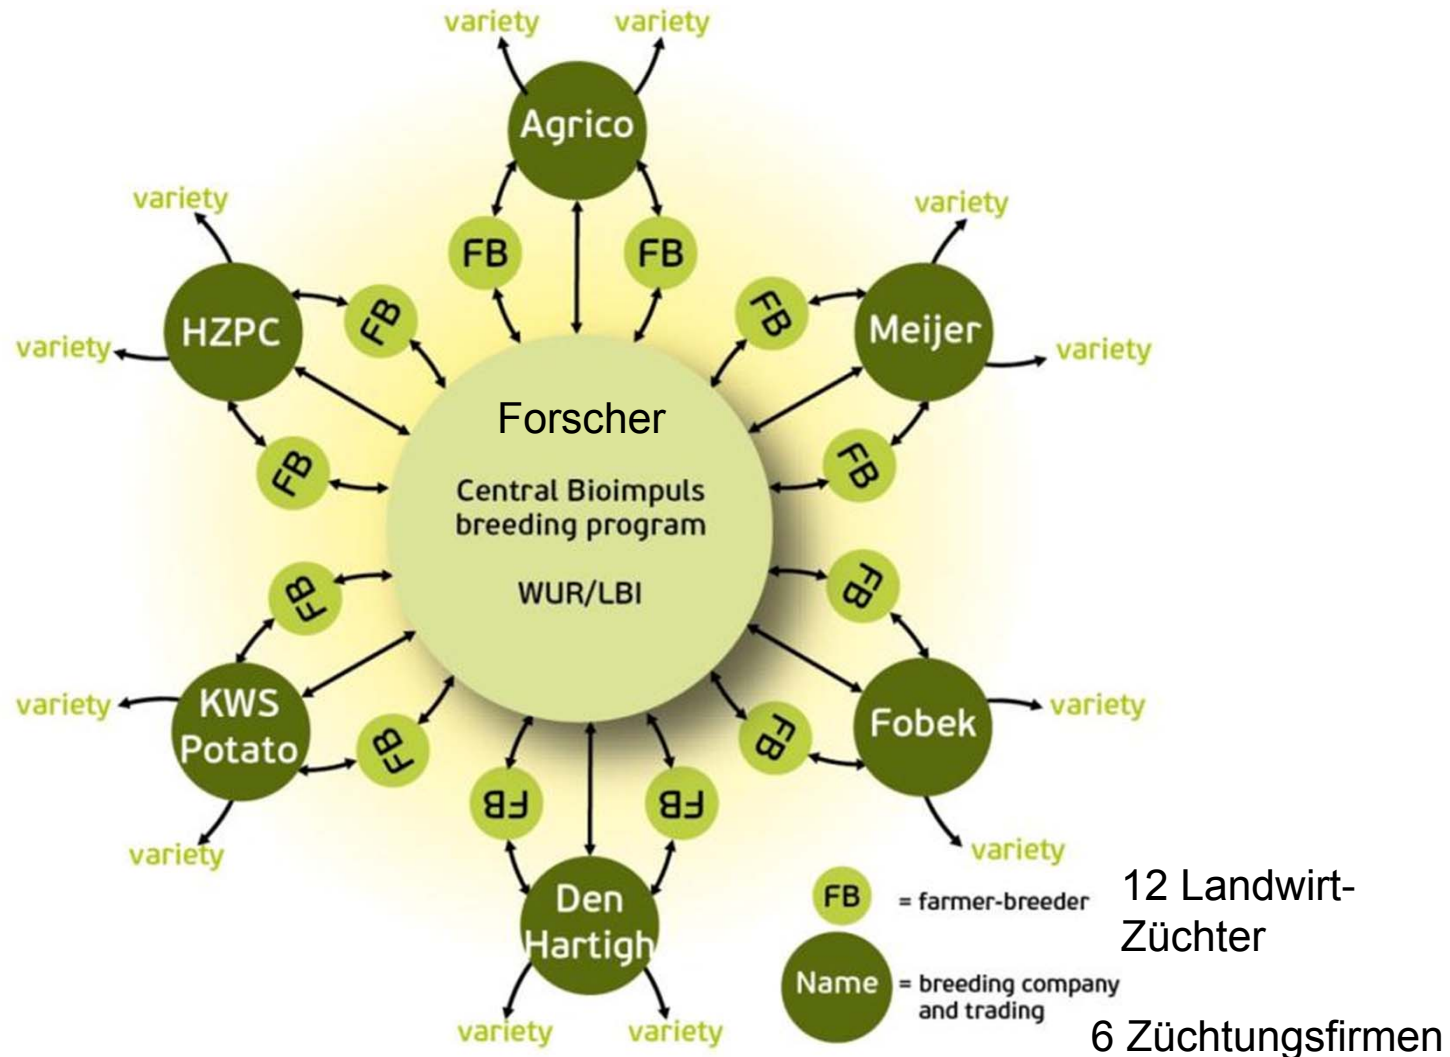 variety
variety
Agrico
variety
variety
FB
FB
HZPC
FB
FB
Meijer
variety
variety
Forscher
FB
FB
Central Bioimpuls
breeding program
WUR/LBI
FB
FB
variety
KWS
Potato
FB
FB
Fobek
variety
FB
FB
variety
variety
Den
Hartigh
variety
variety
FB = farmer-breeder
12 Landwirt-
Züchter
Name = breeding company
and trading
6 Züchtungsfirmen